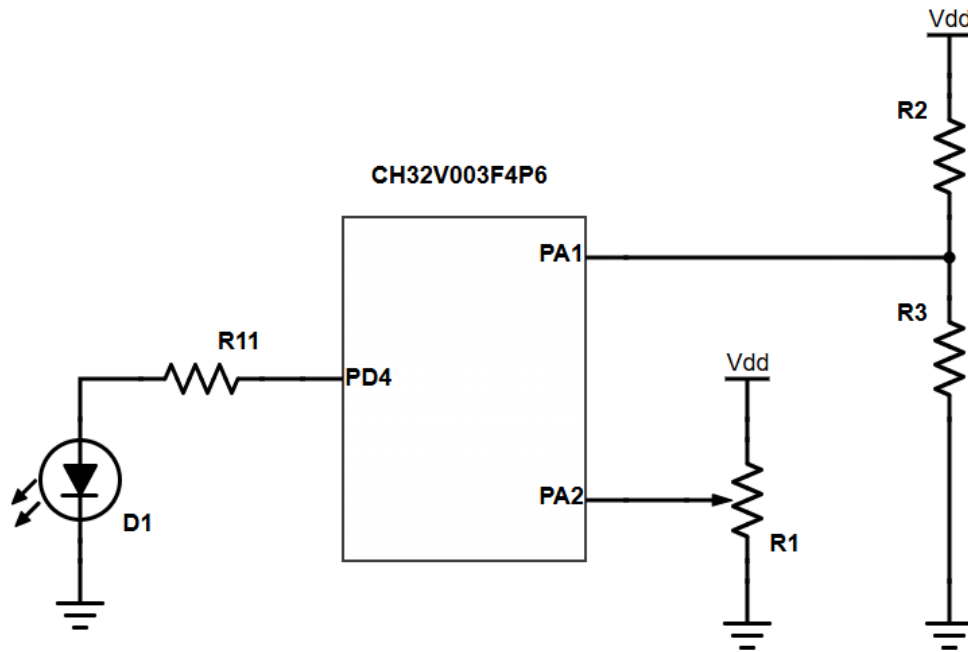 Vdd
R2
CH32V003F4P6
PA1
R3
R11
Vdd
PD4
PA2
D1
R1